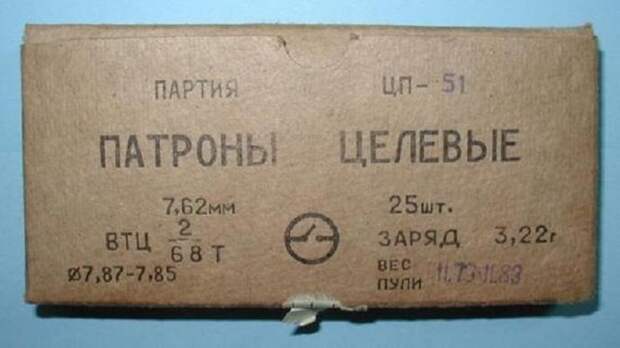 ПАРТИЯ ЦП- 51
ПАТРОНЫ ЦЕЛЕВЫЕ
7,62мм 25шт.
ВТЦ 2/68 Т ЗАРЯД 3,22г
⌀7,87-7,85 ВЕС ПУЛИ